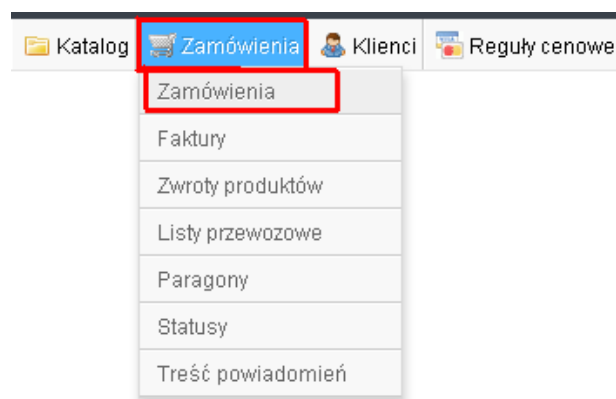 Katalog Zamówienia Klienci Reguły cenowe
Zamówienia
Faktury
Zwroty produktów
Listy przewozowe
Paragony
Statusy
Treść powiadomień